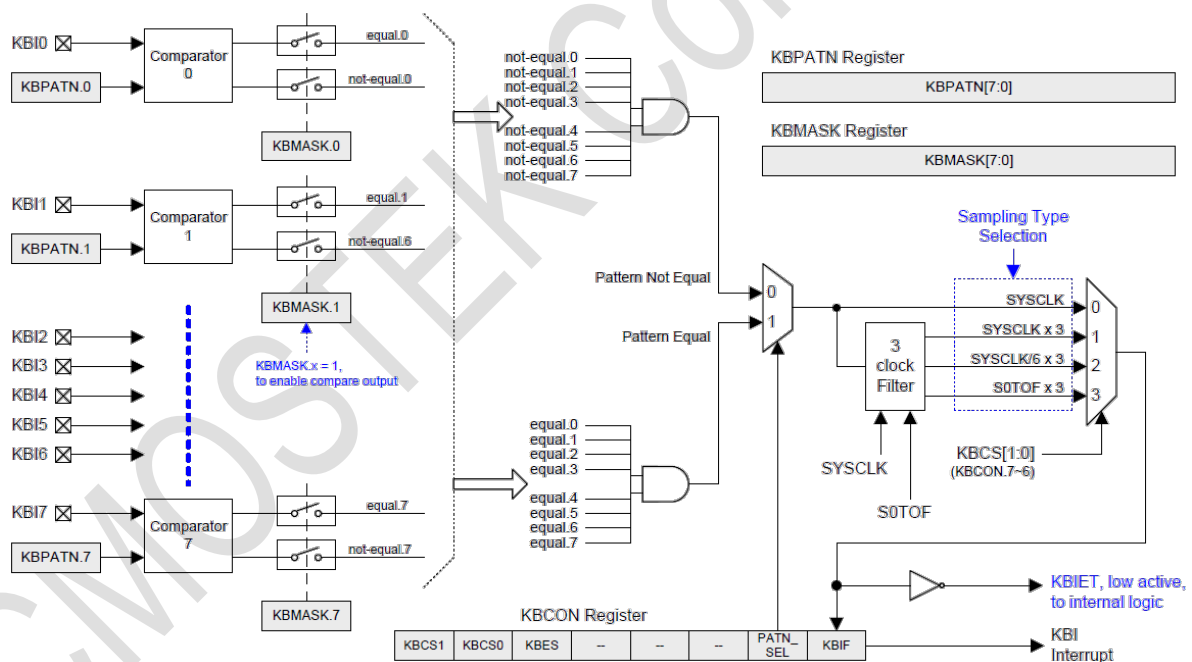 KBI0
Comparator
0
KBPATN.0
equal.0
not-equal.0
KBMASK.0
KBI1
Comparator
1
KBPATN.1
equal.1
not-equal.6
KBMASK.1
KBMASK.x = 1,
to enable compare output
KBI2
KBI3
KBI4
KBI5
KBI6
KBI7
Comparator
7
KBPATN.7
equal.7
not-equal.7
KBMASK.7
not-equal.0
not-equal.1
not-equal.2
not-equal.3
not-equal.4
not-equal.5
not-equal.6
not-equal.7
equal.0
equal.1
equal.2
equal.3
equal.4
equal.5
equal.6
equal.7
Pattern Not Equal
Pattern Equal
0
1
KBPATN Register
KBPATN[7:0]
KBMASK Register
KBMASK[7:0]
Sampling Type
Selection
3
clock
Filter
SYSCLK
SYSCLK x 3
SYSCLK/6 x 3
S0TOF x 3
0
1
2
3
SYSCLK
S0TOF
KBCS[1:0]
(KBCON.7~6)
KBIET, low active,
to internal logic
KBI
Interrupt
KBCON Register
KBCS1 KBCS0 KBES -- -- -- PATN_
SEL KBIF
CMOSTEK Co